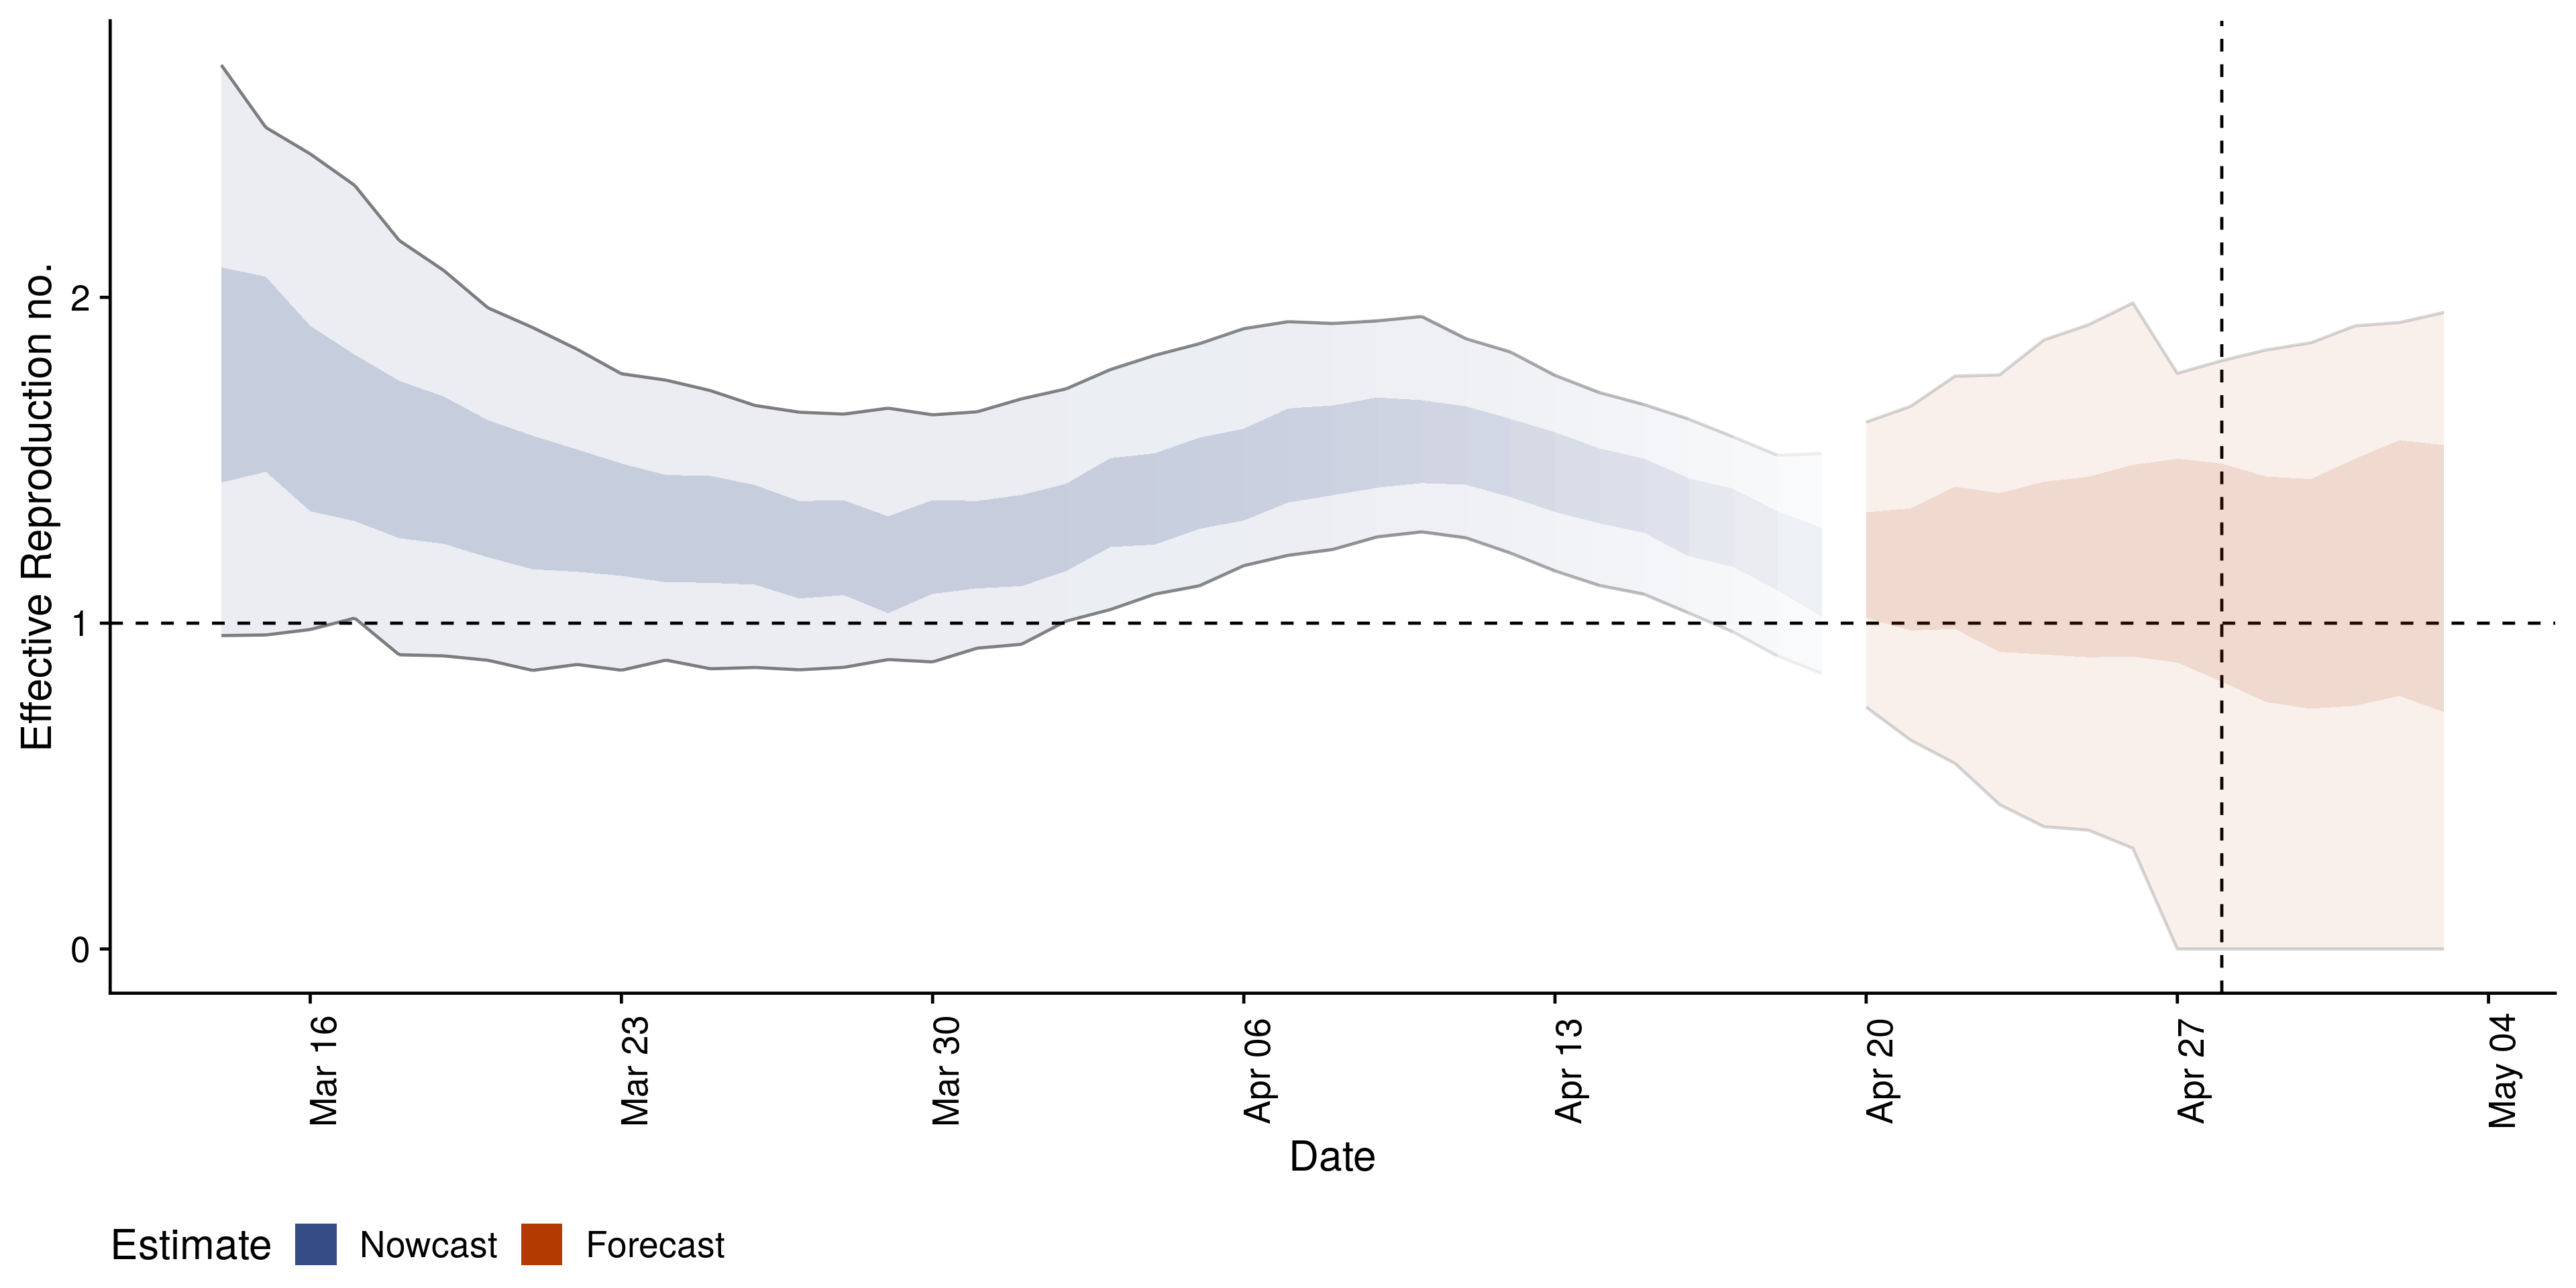 Effective Reproduction no.
2
1
0
Mar 16
Mar 23
Mar 30
Apr 06
Apr 13
Apr 20
Apr 27
May 04
Date
Estimate Nowcast Forecast